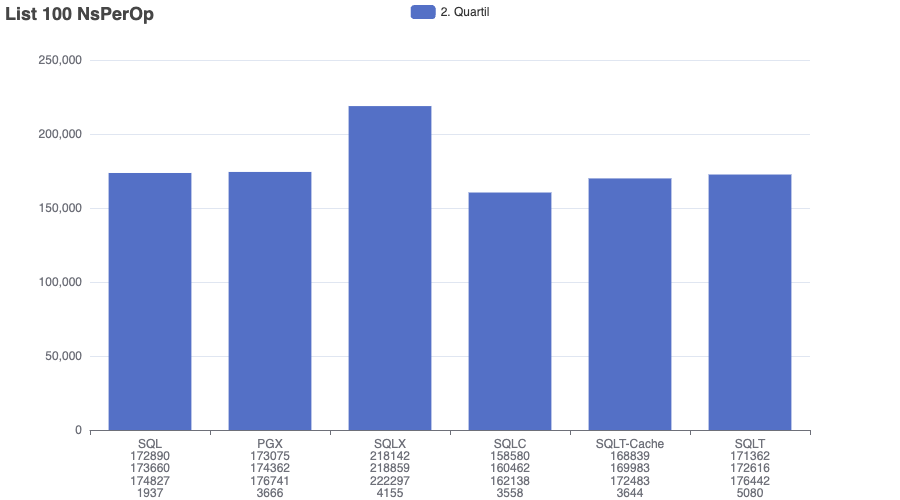 List 100 NsPerOp
2. Quartil
250,000
200,000
150,000
100,000
50,000
0
SQL PGX SQLX SQLC SQLT-Cache SQLT
172890 173075 218142 158580 168839 171362
173660 174362 218859 160462 169983 172616
174827 176741 222297 162138 172483 176442
1937 3666 4155 3558 3644 5080